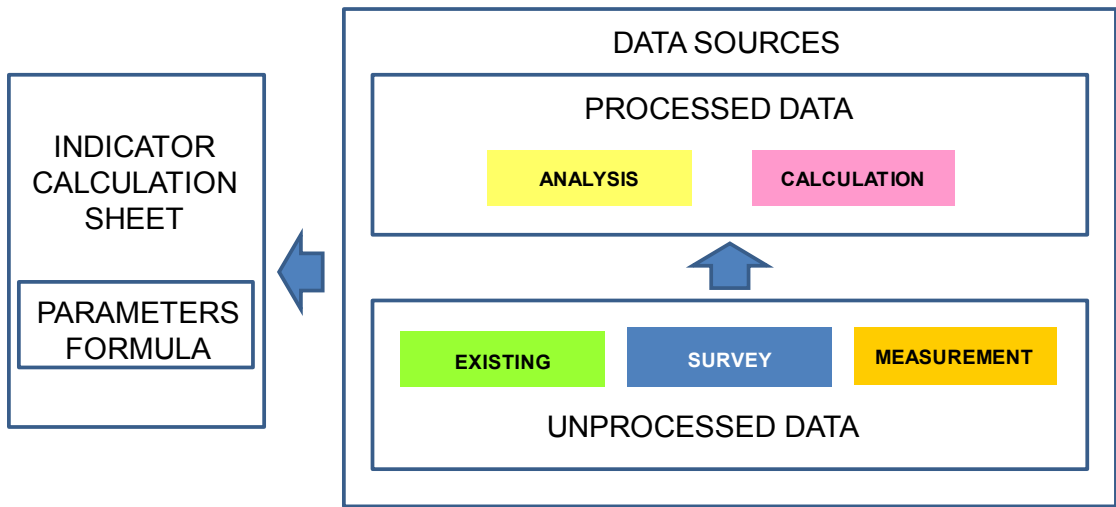 INDICATOR
CALCULATION
SHEET
PARAMETERS
FORMULA
DATA SOURCES
PROCESSED DATA
ANALYSIS
CALCULATION
EXISTING
SURVEY
MEASUREMENT
UNPROCESSED DATA